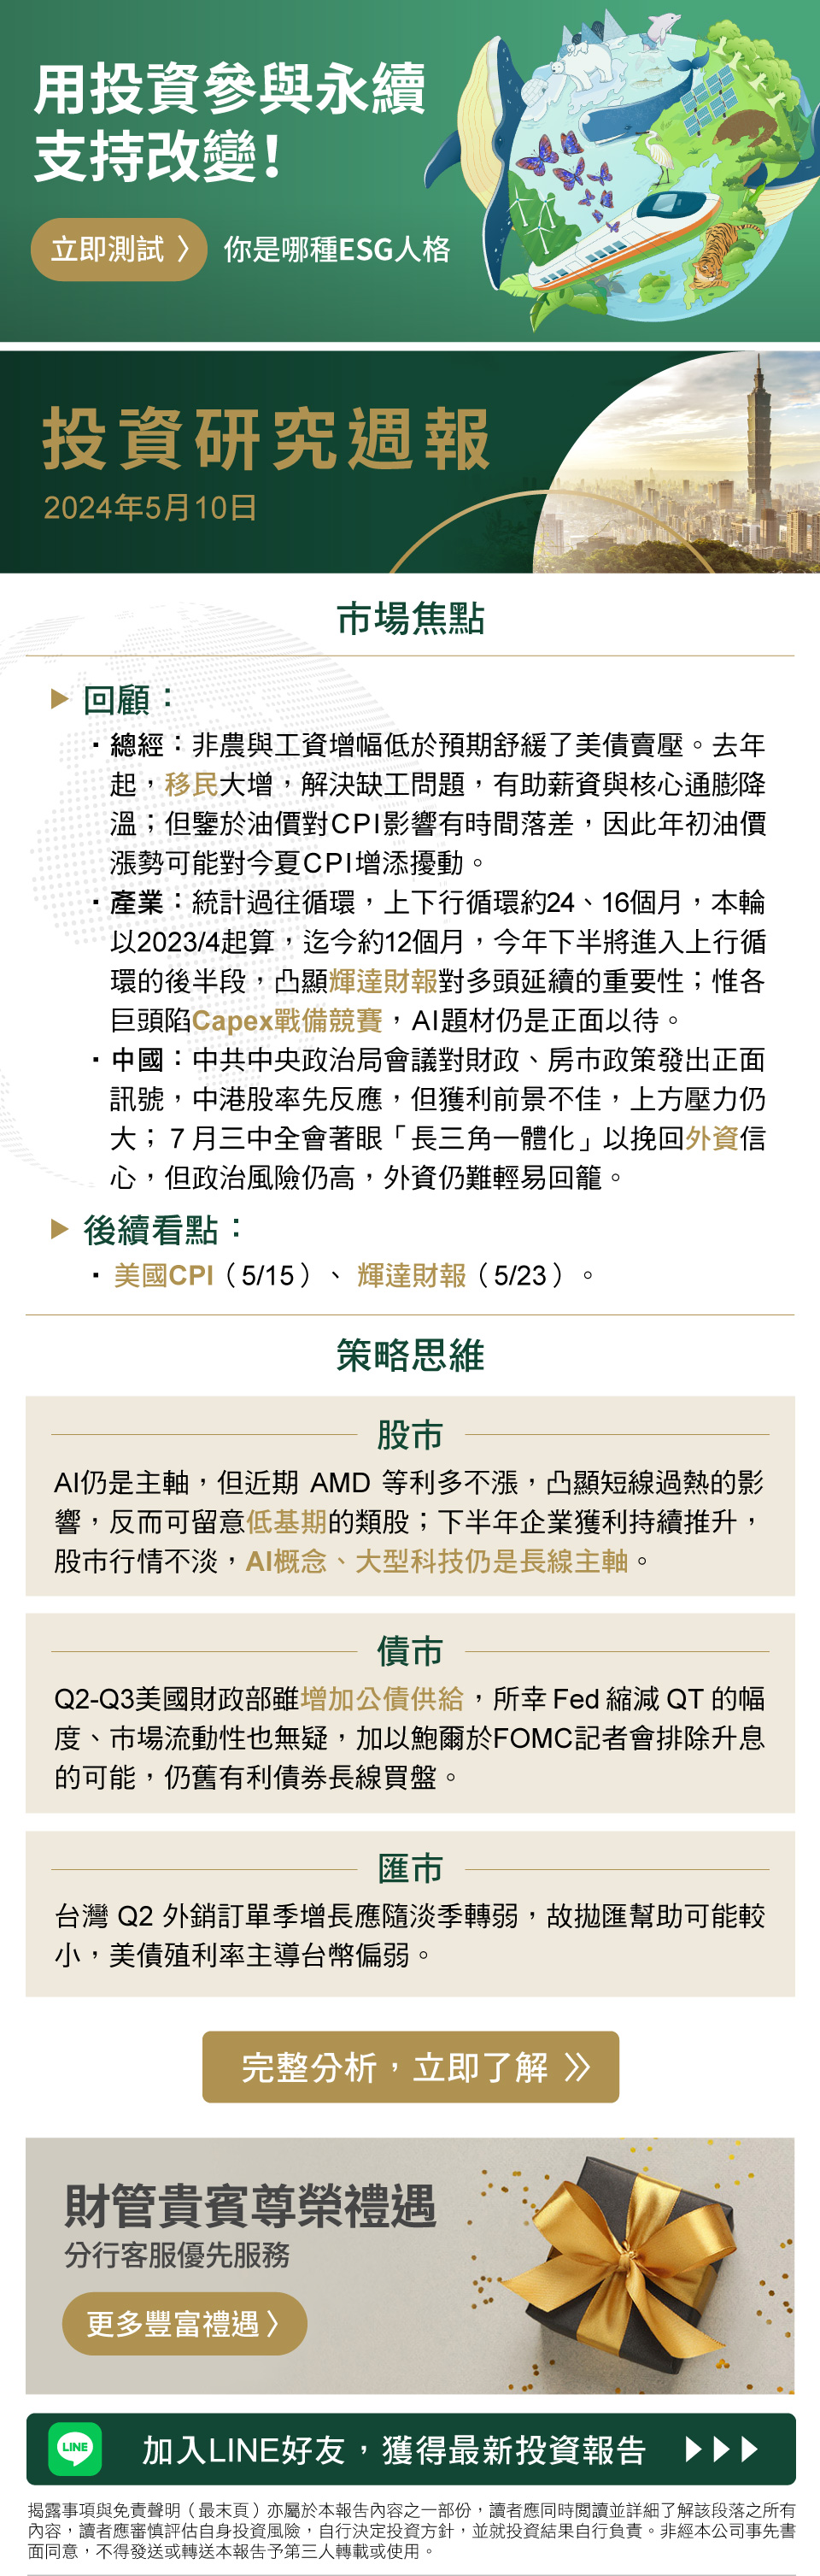 用投資參與永續
支持改變！
立即測試 〉 你是哪種ESG人格
投資研究週報
2024年5月10日
市場焦點
▶ 回顧：
・總經：非農與工資增幅低於預期舒緩了美債賣壓。去年
起，移民大增，解決缺工問題，有助薪資與核心通膨降
溫；但鑒於油價對CPI影響有時間落差，因此年初油價
漲勢可能對今夏CPI增添擾動。
・產業：統計過往循環，上下行循環約24、16個月，本輪
以2023/4起算，迄今約12個月，今年下半將進入上行循
環的後半段，凸顯輝達財報對多頭延續的重要性；惟各
巨頭陷Capex戰備競賽，AI題材仍是正面以待。
・中國：中共中央政治局會議對財政、房市政策發出正面
訊號，中港股率先反應，但獲利前景不佳，上方壓力仍
大；７月三中全會著眼「長三角一體化」以挽回外資信
心，但政治風險仍高，外資仍難輕易回籠。
▶ 後續看點：
・美國CPI（5/15）、 輝達財報（5/23）。
策略思維
股市
AI仍是主軸，但近期 AMD 等利多不漲，凸顯短線過熱的影
響，反而可留意低基期的類股；下半年企業獲利持續推升，
股市行情不淡，AI概念、大型科技仍是長線主軸。
債市
Q2-Q3美國財政部雖增加公債供給，所幸 Fed 縮減 QT 的幅
度、市場流動性也無疑，加以鮑爾於FOMC記者會排除升息
的可能，仍舊有利債券長線買盤。
匯市
台灣 Q2 外銷訂單季增長應隨淡季轉弱，故拋匯幫助可能較
小，美債殖利率主導台幣偏弱。
完整分析，立即了解 》
財管貴賓尊榮禮遇
分行客服優先服務
更多豐富禮遇〉
LINE 加入LINE好友，獲得最新投資報告 ▶▶▶
揭露事項與免責聲明（最末頁）亦屬於本報告內容之一部份，讀者應同時閱讀並詳細了解該段落之所有
內容，讀者應審慎評估自身投資風險，自行決定投資方針，並就投資結果自行負責。非經本公司事先書
面同意，不得發送或轉送本報告予第三人轉載或使用。